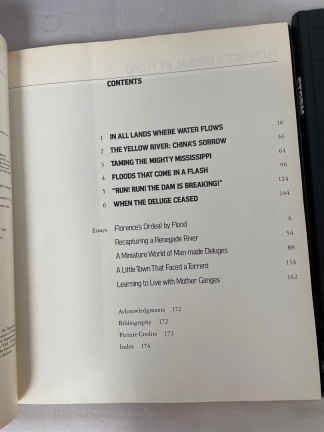 CONTENTS
1 IN ALL LANDS WHERE WATER FLOWS 16
2 THE YELLOW RIVER: CHINA'S SORROW
3 TAMING THE MIGHTY MISSISSIPPI 64
4 FLOODS THAT COME IN A FLASH 96
5 "RUN! RUN! THE DAM IS BREAKING!" 124
6 WHEN THE DELUGE CEASED 144
Essays Florence's Ordeal by Flood 6
Recapturing a Renegade River 54
A Miniature World of Man-made Deluges 88
A Little Town That Faced a Torrent
Learning to Live with Mother Ganges 162
Acknowledgments 172
Bibliography 172
Picture Credits 173
Index 174